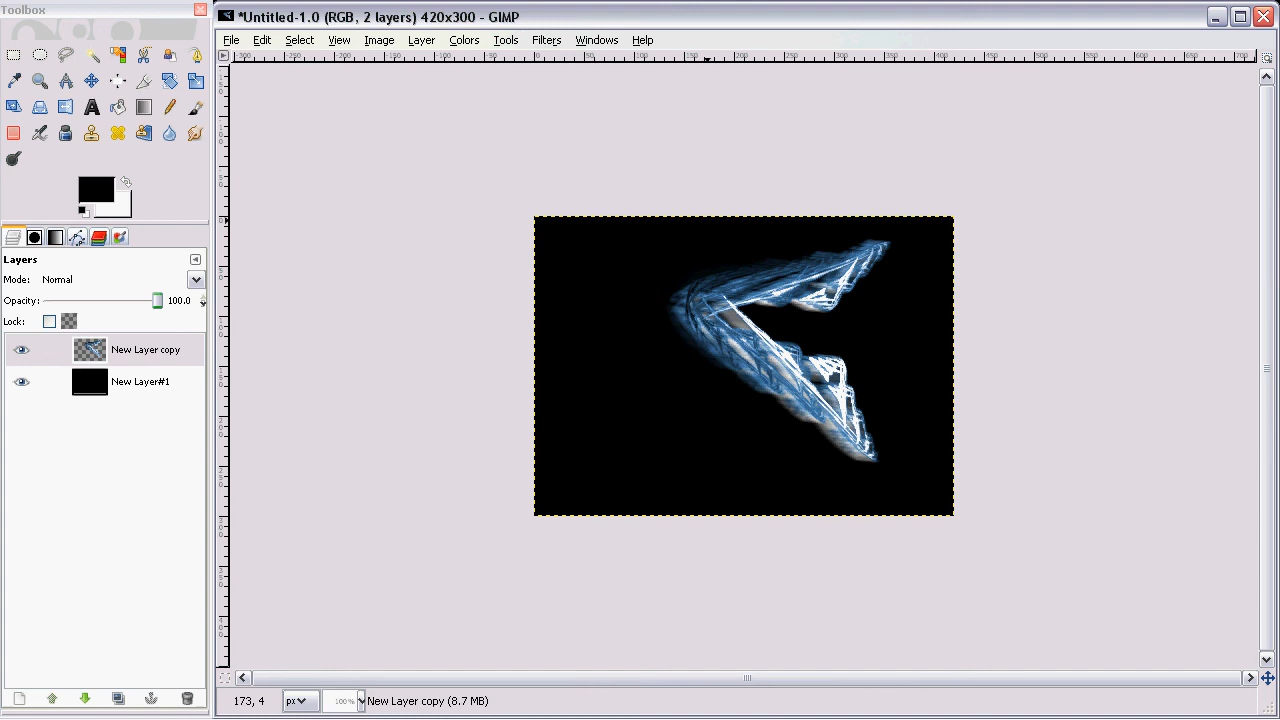 Toolbox
*Untitled-1.0 (RGB, 2 layers) 420x300 - GIMP
File Edit Select View Image Layer Colors Tools Filters Windows Help
Layers
Mode: Normal
Opacity: 100.0
Lock:
New Layer copy
New Layer#1
173, 4 px 100% New Layer copy (6.7 MB)